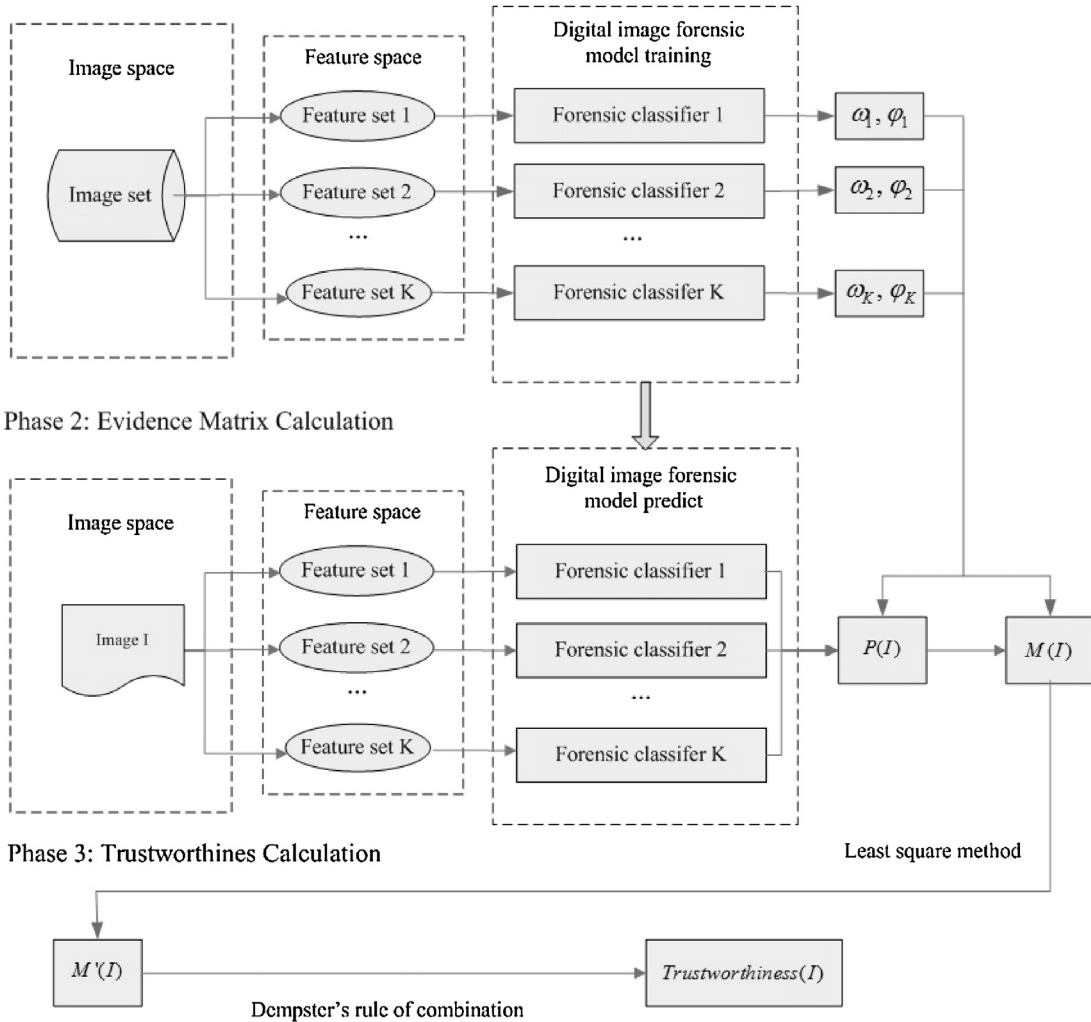 Image space
Feature space
Digital image forensic
model training
Image set
Feature set 1
Forensic classifier 1
ω1, φ1
Feature set 2
Forensic classifier 2
ω2, φ2
...
...
Feature set K
Forensic classifer K
ωK, φK
Phase 2: Evidence Matrix Calculation
Image space
Feature space
Digital image forensic
model predict
Image I
Feature set 1
Forensic classifier 1
Feature set 2
Forensic classifier 2
P(I)
M(I)
...
...
Feature set K
Forensic classifer K
Phase 3: Trustworthines Calculation
Least square method
M'(I)
Trustworthiness(I)
Dempster's rule of combination